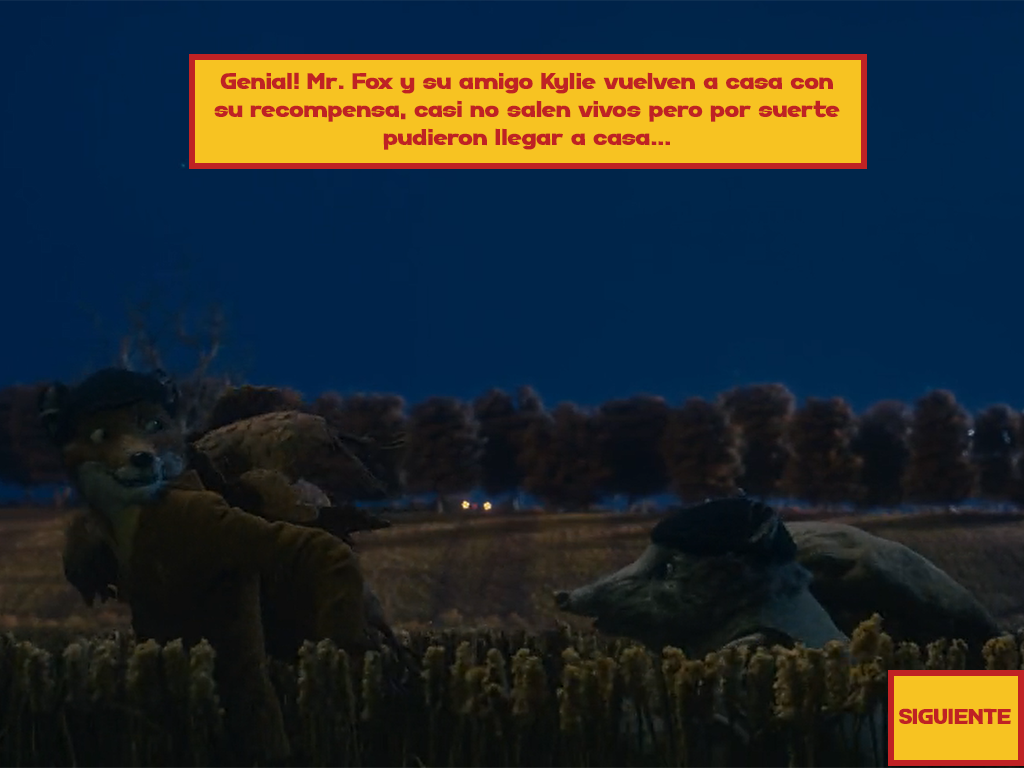 Genial! Mr. Fox y su amigo Kylie vuelven a casa con
su recompensa, casi no salen vivos pero por suerte
pudieron llegar a casa...
SIGUIENTE